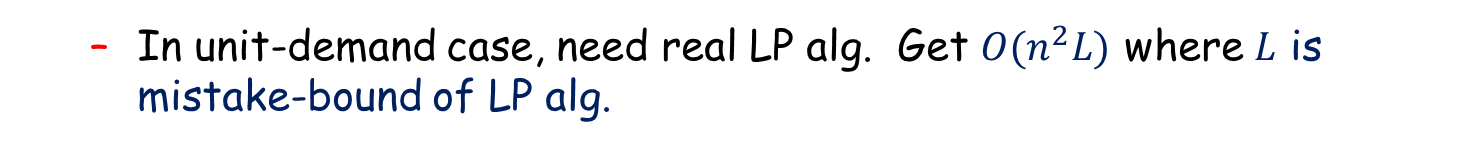 - In unit-demand case, need real LP alg. Get O(n²L) where L is
mistake-bound of LP alg.